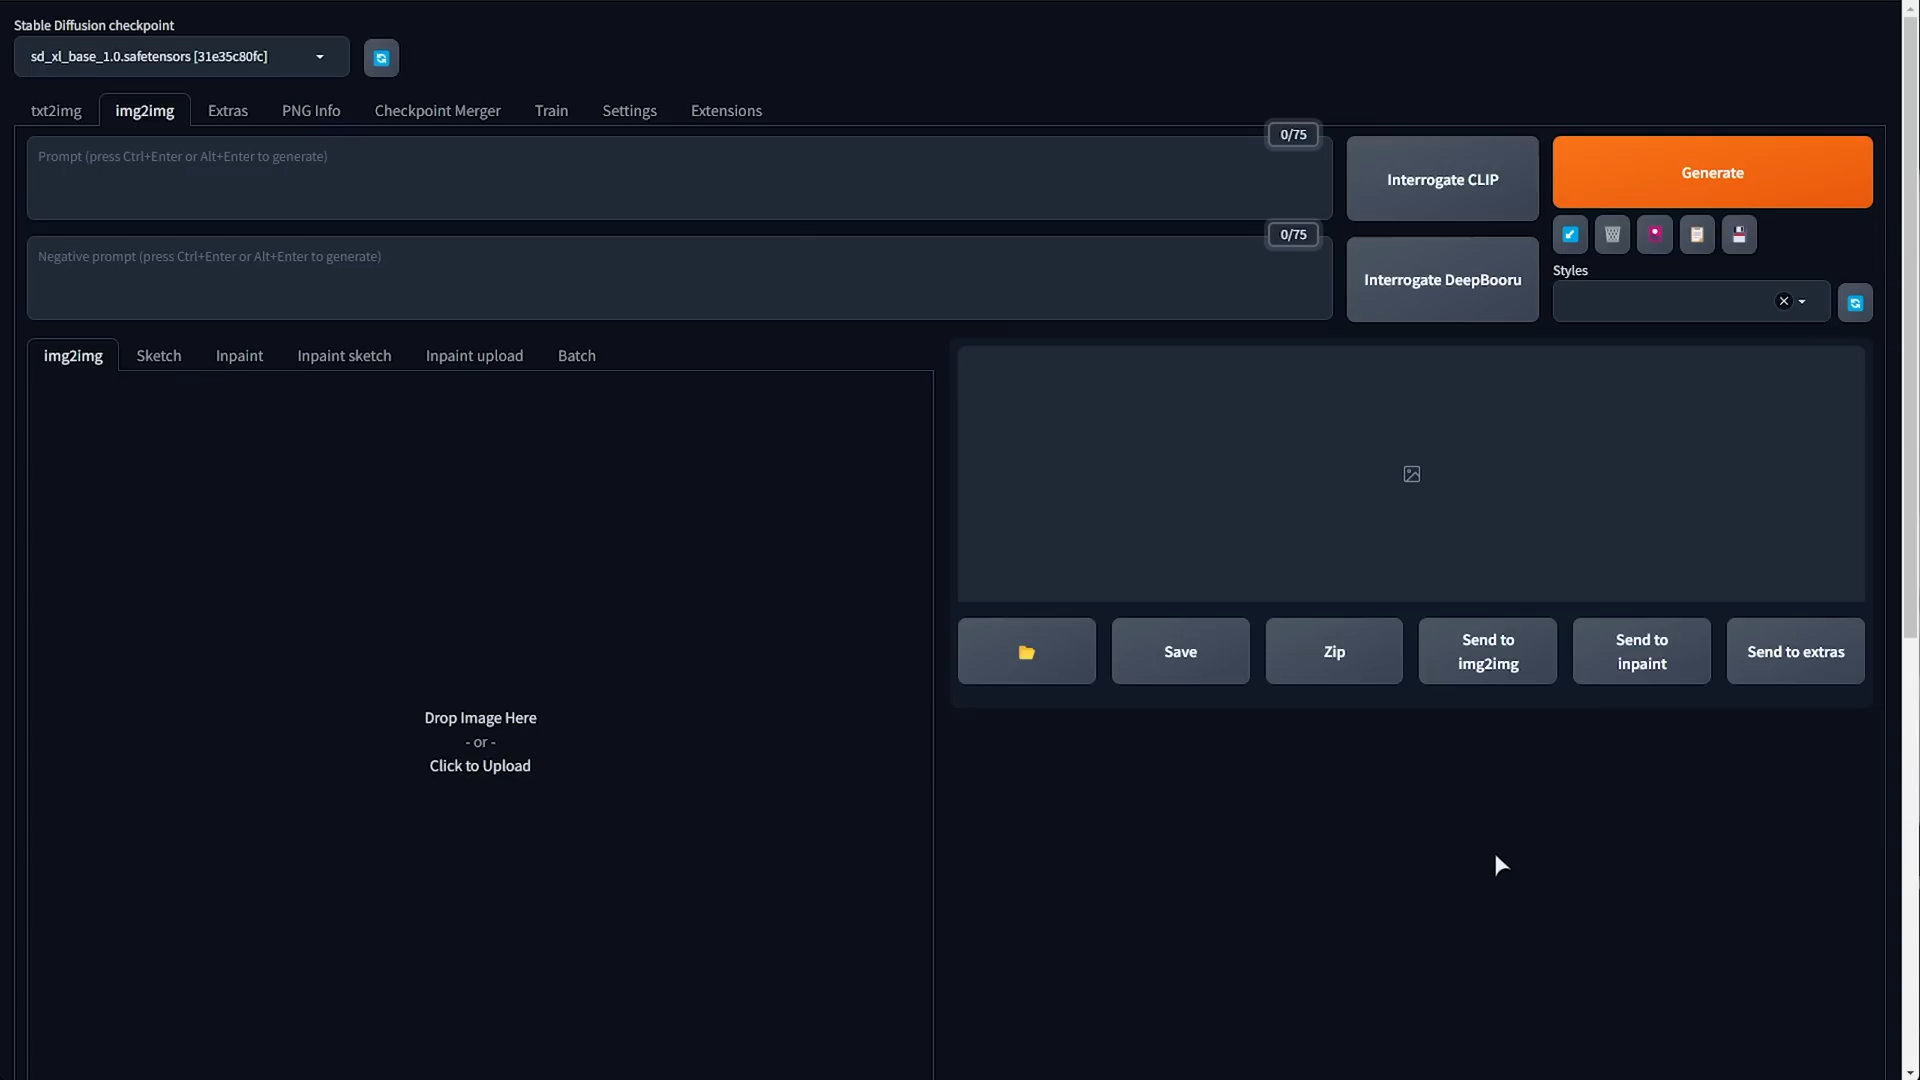 Stable Diffusion checkpoint
sd_xl_base_1.0.safetensors [31e35c80fc]
txt2img img2img Extras PNG Info Checkpoint Merger Train Settings Extensions
0/75
Prompt (press Ctrl+Enter or Alt+Enter to generate)
Interrogate CLIP
Generate
0/75
Negative prompt (press Ctrl+Enter or Alt+Enter to generate)
Interrogate DeepBooru
Styles
img2img Sketch Inpaint Inpaint sketch Inpaint upload Batch
Save
Zip
Send to
img2img
Send to
inpaint
Send to extras
Drop Image Here
- or -
Click to Upload